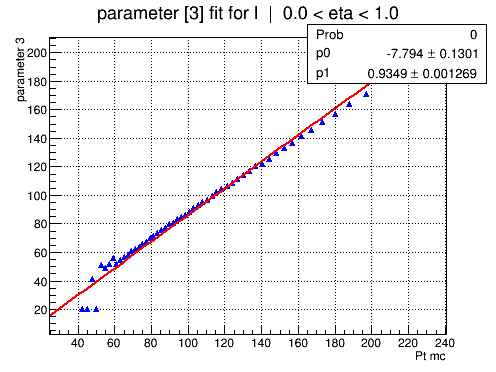 parameter [3] fit for I | 0.0 < eta < 1.0
Prob 0
p0 -7.794 ± 0.1301
p1 0.9349 ± 0.001269
parameter 3
200
180
160
140
120
100
80
60
40
20
40 60 80 100 120 140 160 180 200 220 240
Pt mc